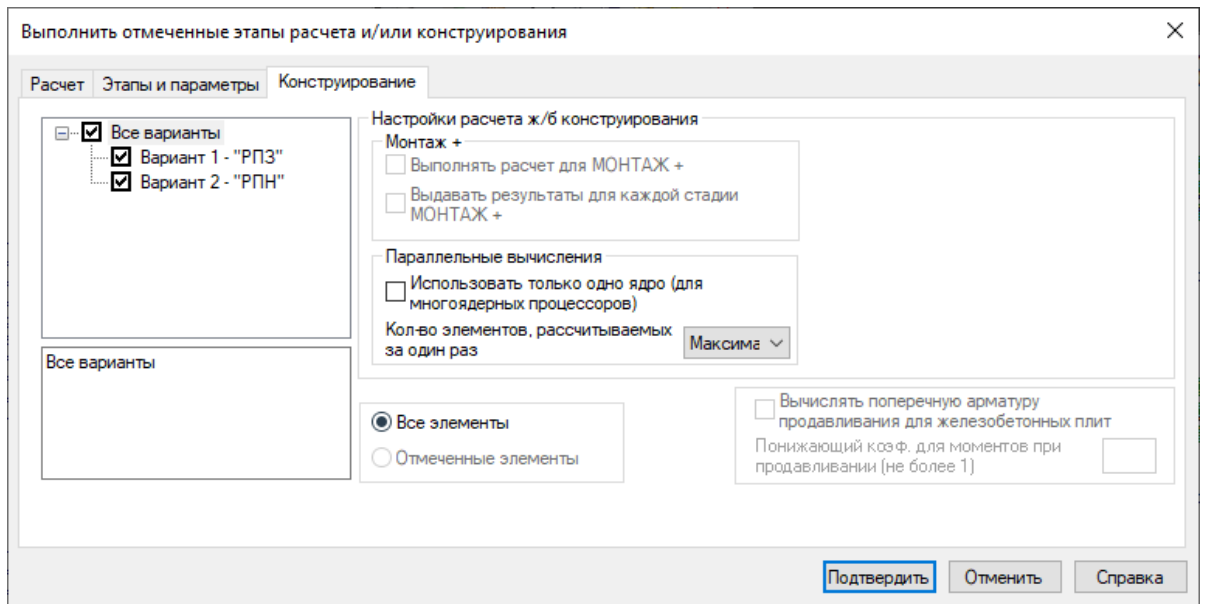 Выполнить отмеченные этапы расчета и/или конструирования
Расчет
Этапы и параметры
Конструирование
Все варианты
Вариант 1 - "РПЗ"
Вариант 2 - "РПН"
Все варианты
Настройки расчета ж/б конструирования
Монтаж +
Выполнять расчет для МОНТАЖ +
Выдавать результаты для каждой стадии
МОНТАЖ +
Параллельные вычисления
Использовать только одно ядро (для
многоядерных процессоров)
Кол-во элементов, рассчитываемых
за один раз
Максима
Все элементы
Отмеченные элементы
Вычислять поперечную арматуру
продавливания для железобетонных плит
Понижающий коэф. для моментов при
продавливании (не более 1)
Подтвердить
Отменить
Справка